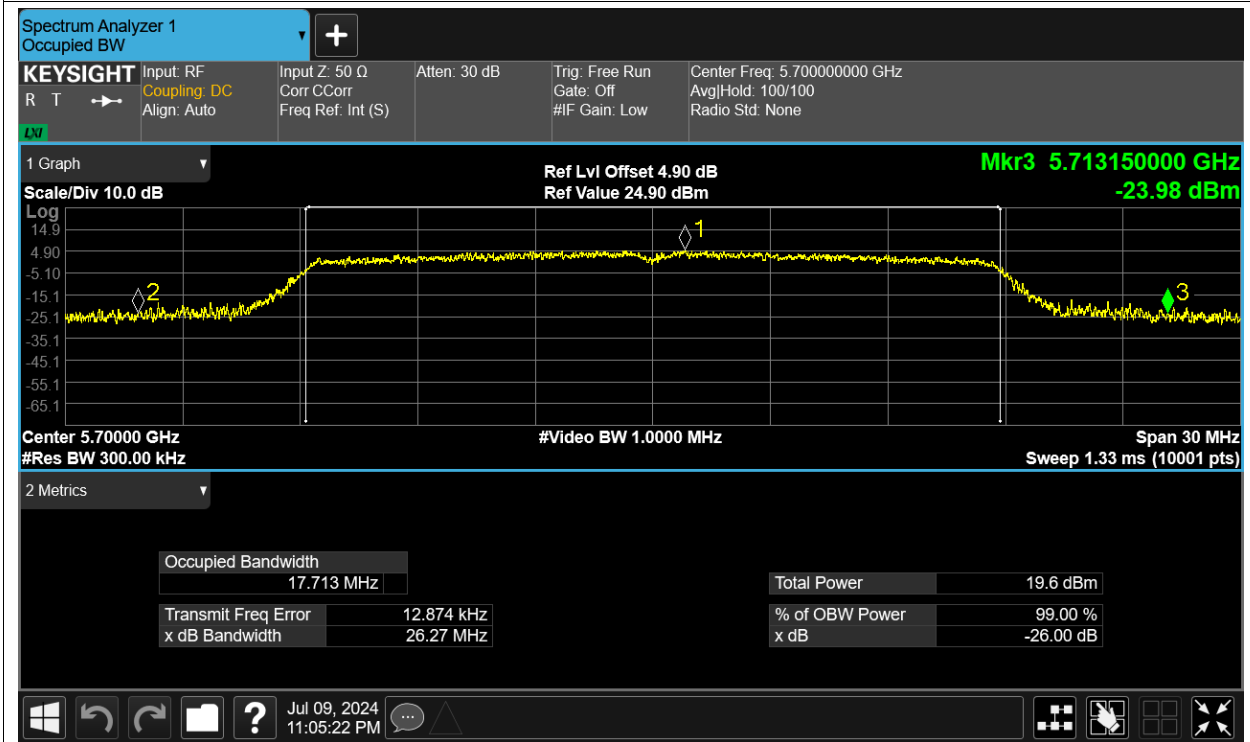 Spectrum Analyzer 1
Occupied BW
KEYSIGHT
R T
LXI
Input: RF
Coupling: DC
Align: Auto
Input Z: 50 Ω
Corr CCorr
Freq Ref: Int (S)
Atten: 30 dB
Trig: Free Run
Gate: Off
#IF Gain: Low
Center Freq: 5.700000000 GHz
Avg|Hold: 100/100
Radio Std: None
1 Graph
Scale/Div 10.0 dB
Ref Lvl Offset 4.90 dB
Ref Value 24.90 dBm
Mkr3 5.713150000 GHz
-23.98 dBm
Log
14.9
4.90
-5.10
-15.1
-25.1
-35.1
-45.1
-55.1
-65.1
1
2
3
Center 5.70000 GHz
#Res BW 300.00 kHz
#Video BW 1.0000 MHz
Span 30 MHz
Sweep 1.33 ms (10001 pts)
2 Metrics
Occupied Bandwidth
17.713 MHz
Transmit Freq Error 12.874 kHz
x dB Bandwidth 26.27 MHz
Total Power 19.6 dBm
% of OBW Power 99.00 %
x dB -26.00 dB
?
Jul 09, 2024
11:05:22 PM